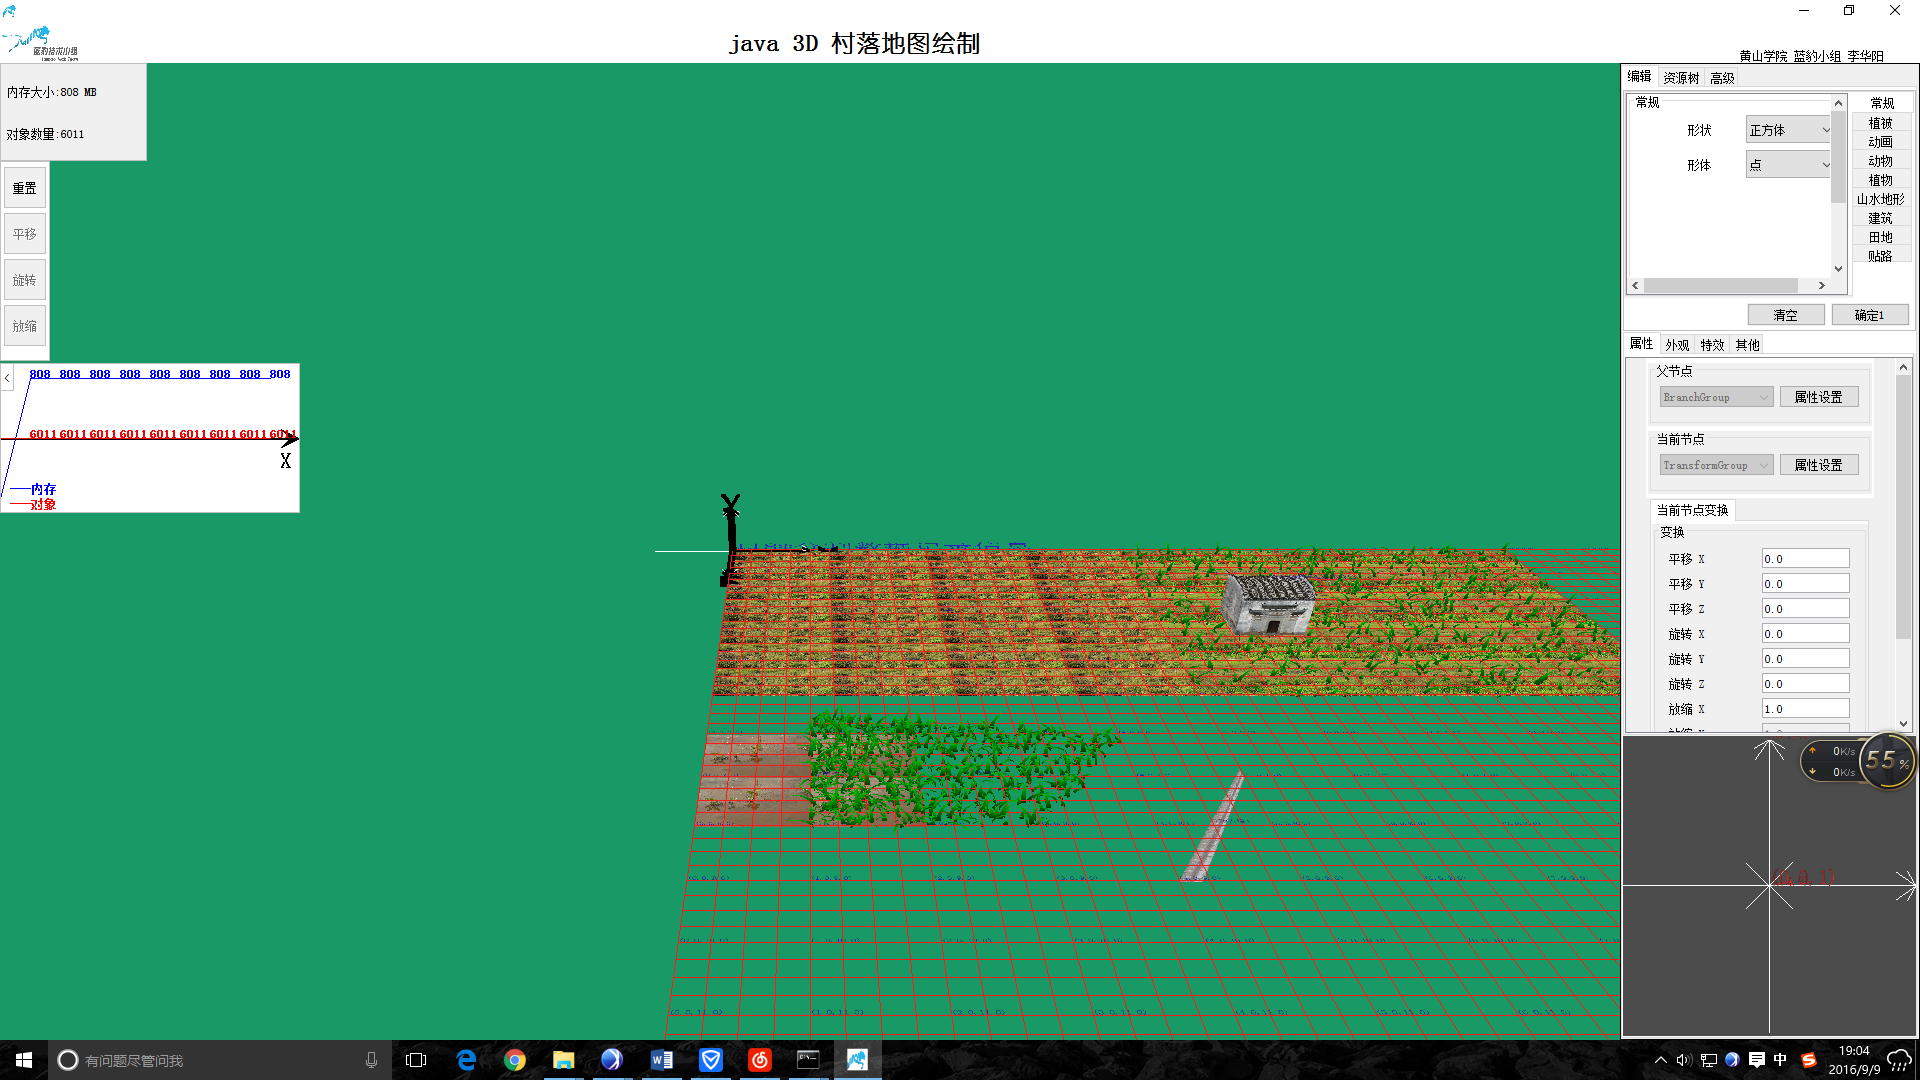 蓝豹技术小组
java 3D 村落地图绘制
黄山学院 蓝豹小组 李华阳
内存大小:808 MB
对象数量:6011
重置
平移
旋转
放缩
<
808 808 808 808 808 808 808 808 808
6011 6011 6011 6011 6011 6011 6011 6011 6011
X
内存
对象
Y
编辑 资源树 高级
常规
形状 正方体
形体 点
常规
植被
动画
动物
植物
山水地形
建筑
田地
贴路
清空 确定1
属性 外观 特效 其他
父节点
BranchGroup 属性设置
当前节点
TransformGroup 属性设置
当前节点变换
变换
平移 X 0.0
平移 Y 0.0
平移 Z 0.0
旋转 X 0.0
旋转 Y 0.0
旋转 Z 0.0
放缩 X 1.0
0K/s
0K/s
55%
有问题尽管问我
中
19:04
2016/9/9